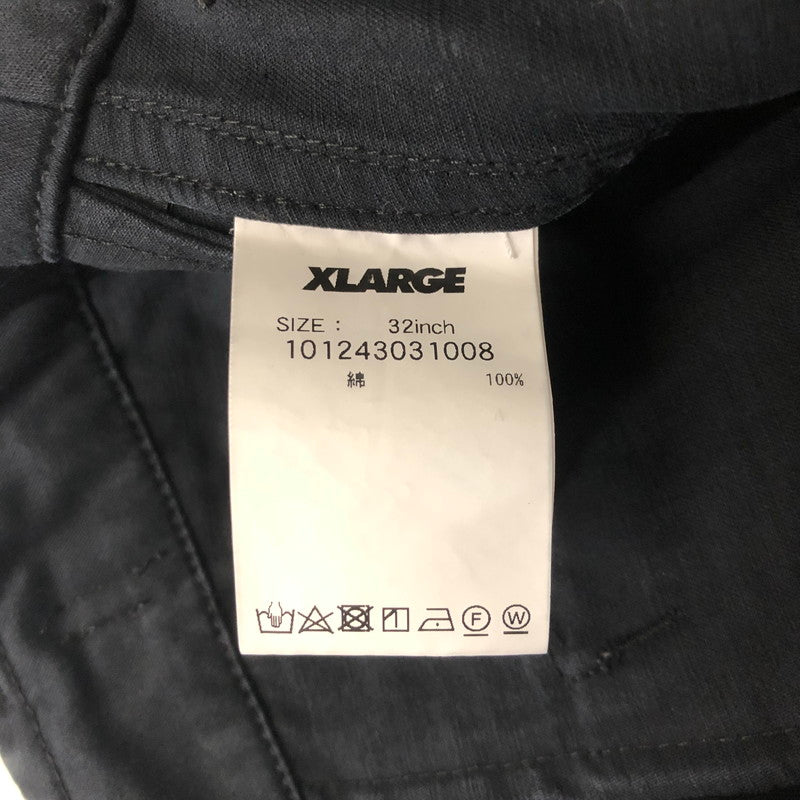 XLARGE
SIZE : 32inch
101243031008
綿 100%
F W